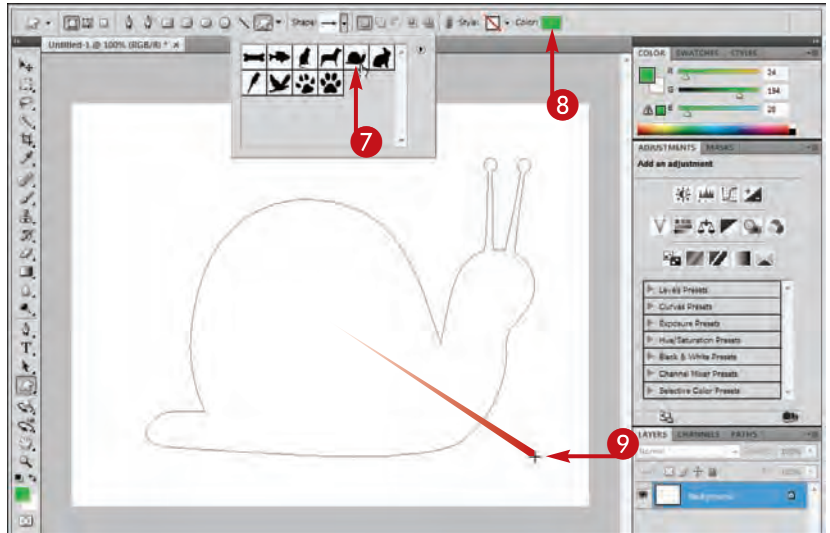 Shape:
Style:
Color:
8
Untitled-1 @ 100% (RGB/8) * ×
7
COLOR SWATCHES STYLES
R 24
G 194
B 20
ADJUSTMENTS MASKS
Add an adjustment
Levels Presets
Curves Presets
Exposure Presets
Hue/Saturation Presets
Black & White Presets
Channel Mixer Presets
Selective Color Presets
T
9
LAYERS CHANNELS PATHS
Normal
Background